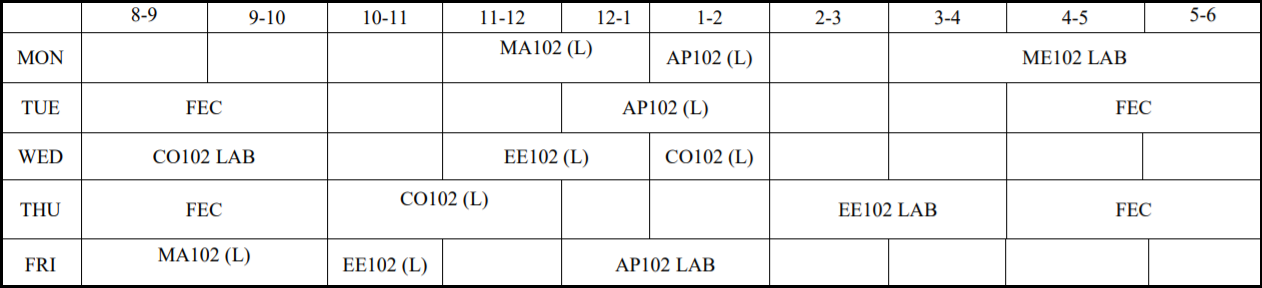 8-9 9-10 10-11 11-12 12-1 1-2 2-3 3-4 4-5 5-6
MON MA102 (L) AP102 (L) ME102 LAB
TUE FEC AP102 (L) FEC
WED CO102 LAB EE102 (L) CO102 (L)
THU FEC CO102 (L) EE102 LAB FEC
FRI MA102 (L) EE102 (L) AP102 LAB